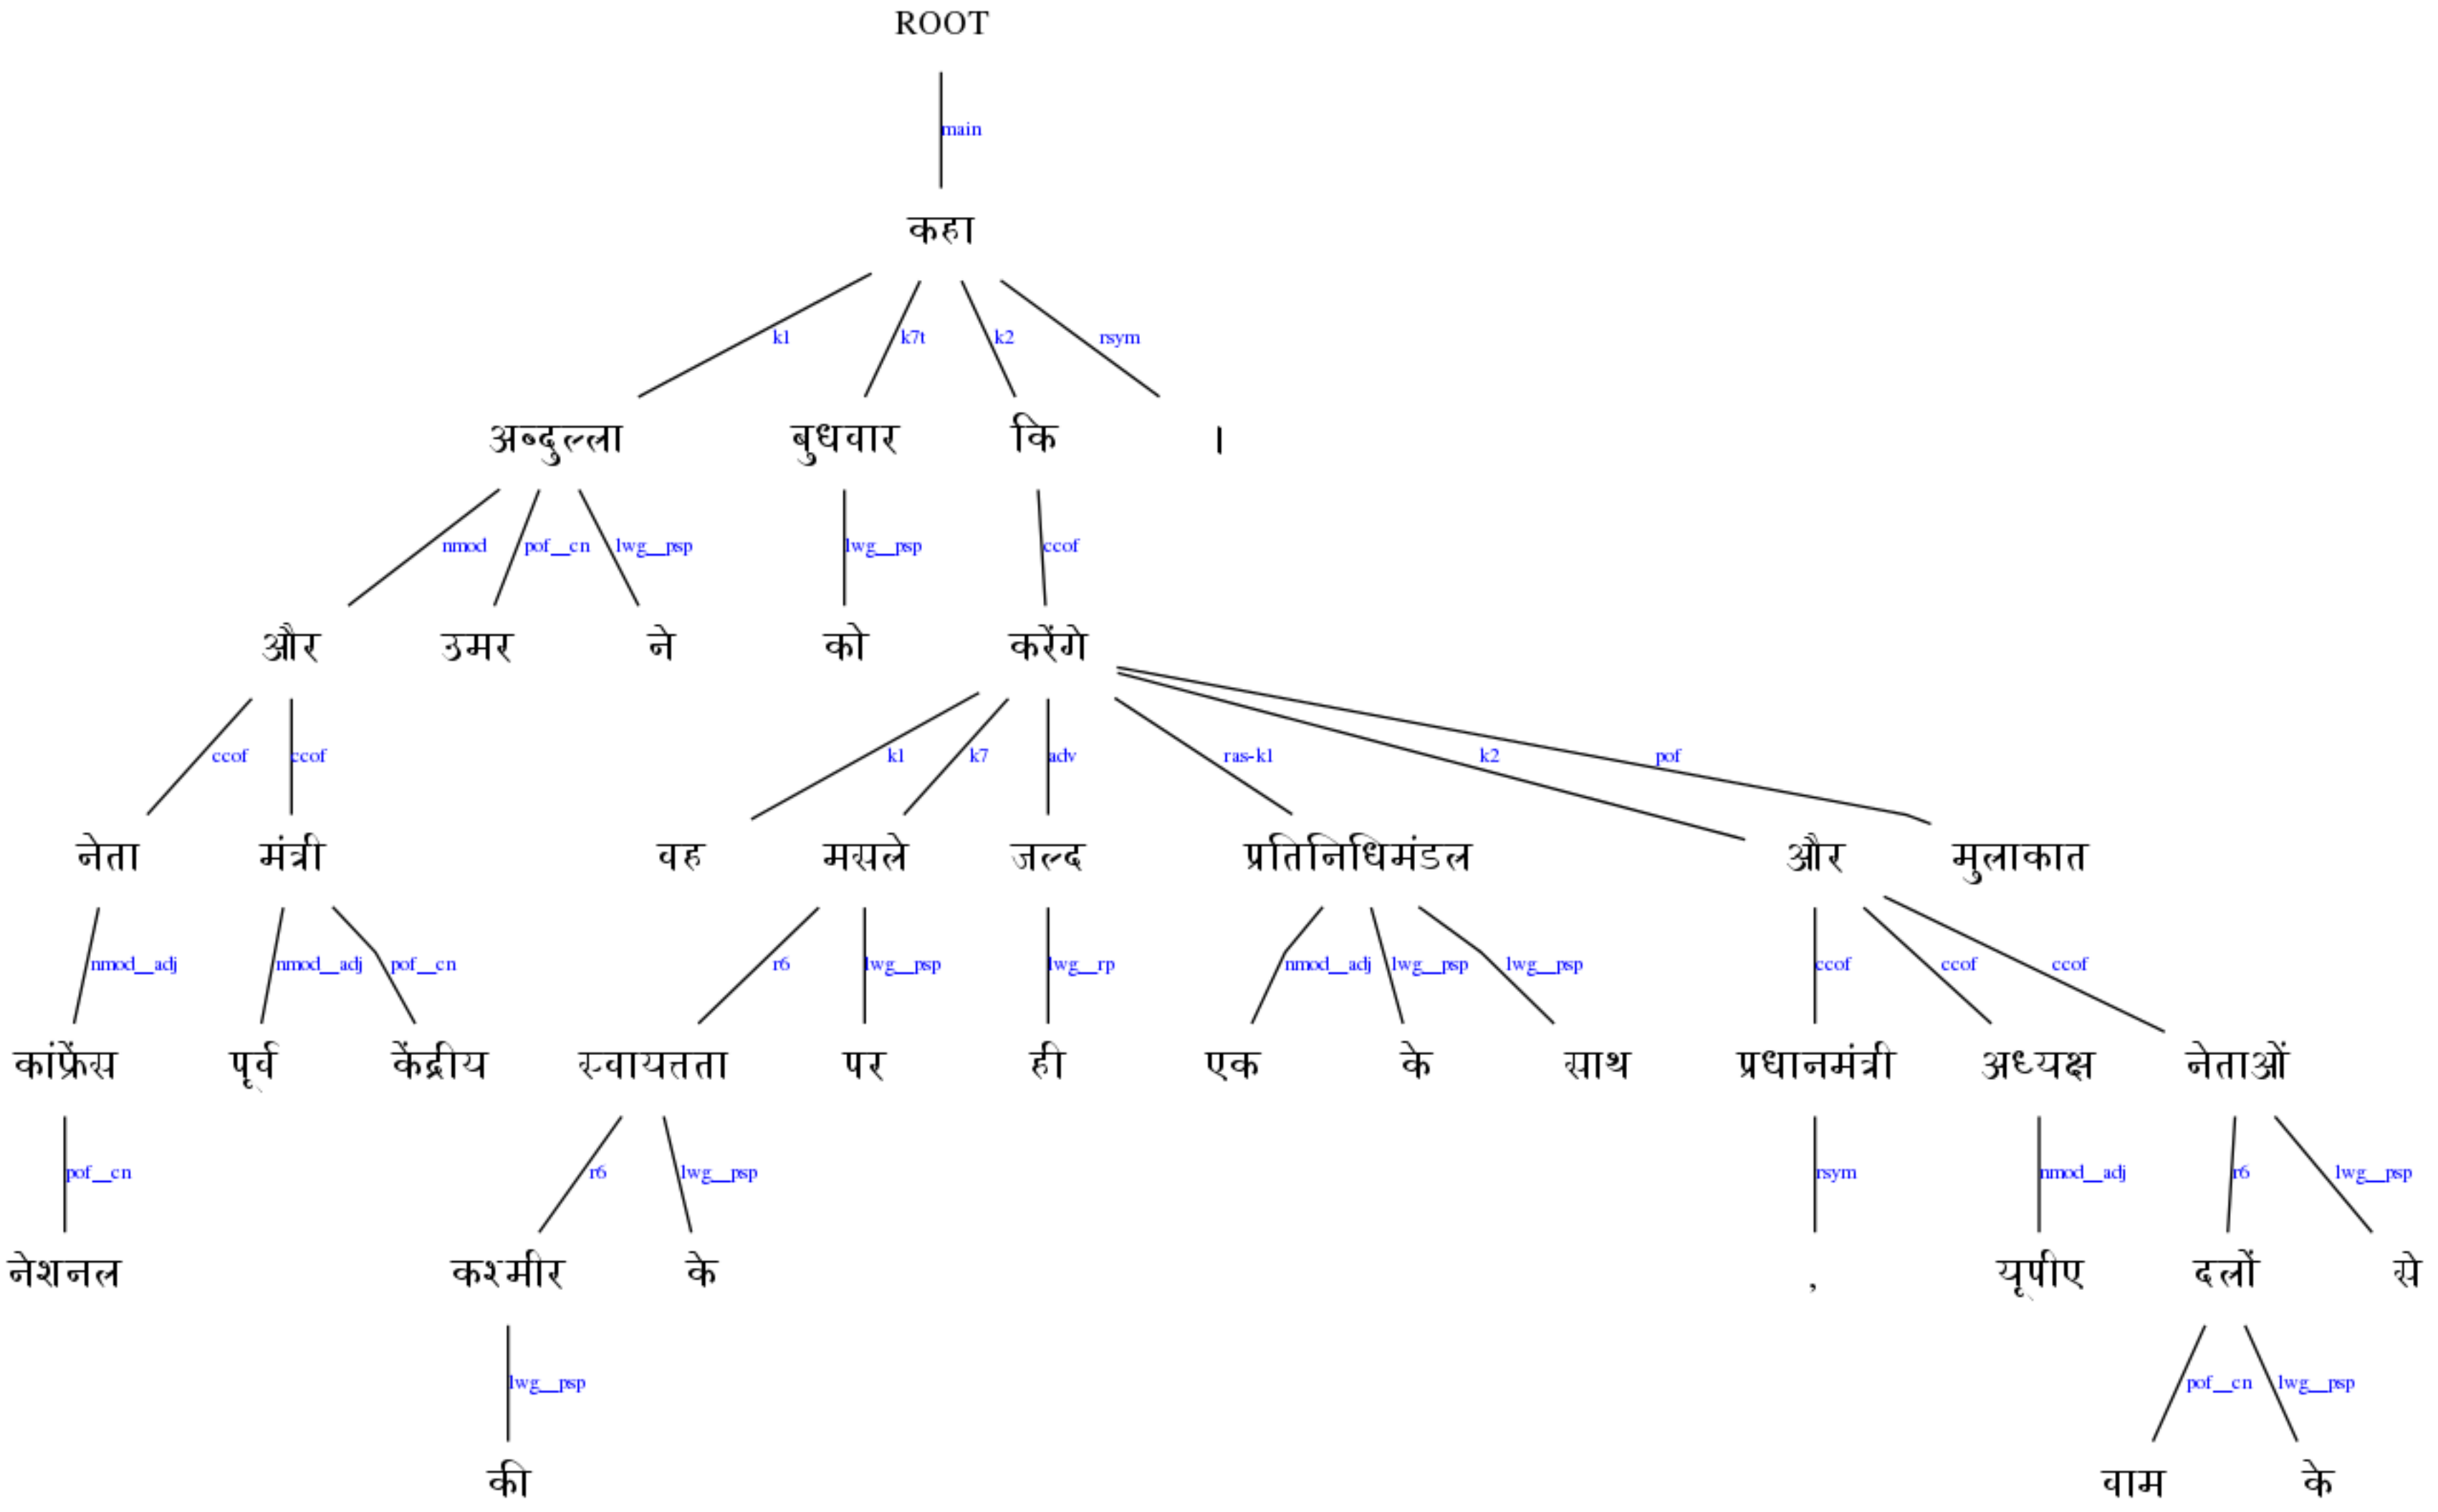 ROOT
main
कहा
k1 k7t k2 rsym
अब्दुल्ला बुधवार कि ।
nmod pof__cn lwg__psp lwg__psp ccof
और उमर ने को करेंगे
ccof ccof k1 k7 adv ras-k1 k2 pof
नेता मंत्री वह मसले जल्द प्रतिनिधिमंडल और मुलाकात
nmod__adj nmod__adj pof__cn r6 lwg__psp lwg__rp nmod__adj lwg__psp lwg__psp ccof ccof ccof
कांफ्रेंस पूर्व केंद्रीय स्वायत्तता पर ही एक के साथ प्रधानमंत्री अध्यक्ष नेताओं
pof__cn r6 lwg__psp rsym nmod__adj r6 lwg__psp
नेशनल कश्मीर के , यूपीए दलों से
lwg__psp pof__cn lwg__psp
की वाम के